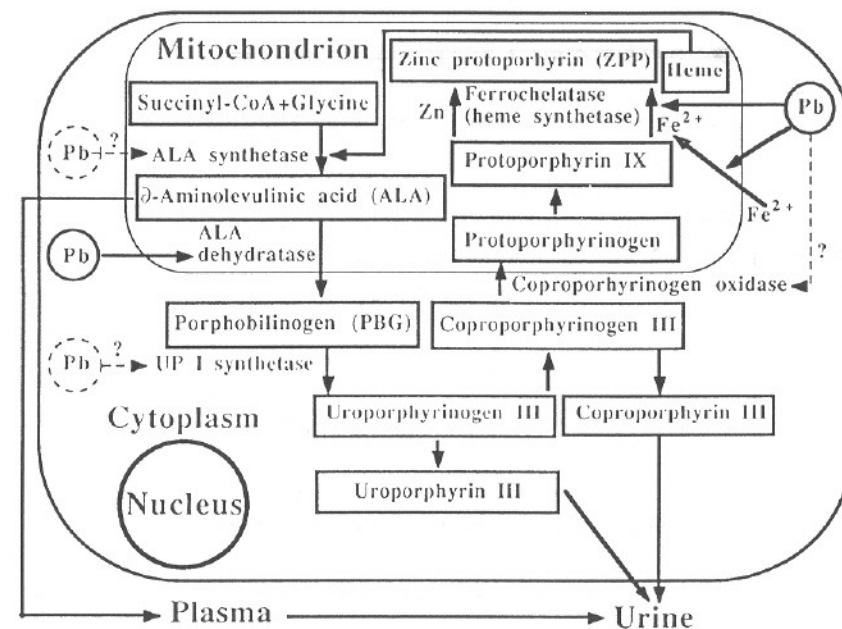 Mitochondrion
Zinc protoporhyrin (ZPP)
Heme
Succinyl-CoA+Glycine
Zn
Ferrochelatase
(heme synthetase)
Fe2+
Pb
Pb
?
ALA synthetase
Protoporphyrin IX
∂-Aminolevulinic acid (ALA)
Fe2+
Pb
ALA
dehydratase
Protoporphyrinogen
?
Coproporhyrinogen oxidase
Porphobilinogen (PBG)
Coproporphyrinogen III
Pb
?
UP I synthetase
Cytoplasm
Uroporphyrinogen III
Coproporphyrin III
Uroporphyrin III
Nucleus
Plasma
Urine